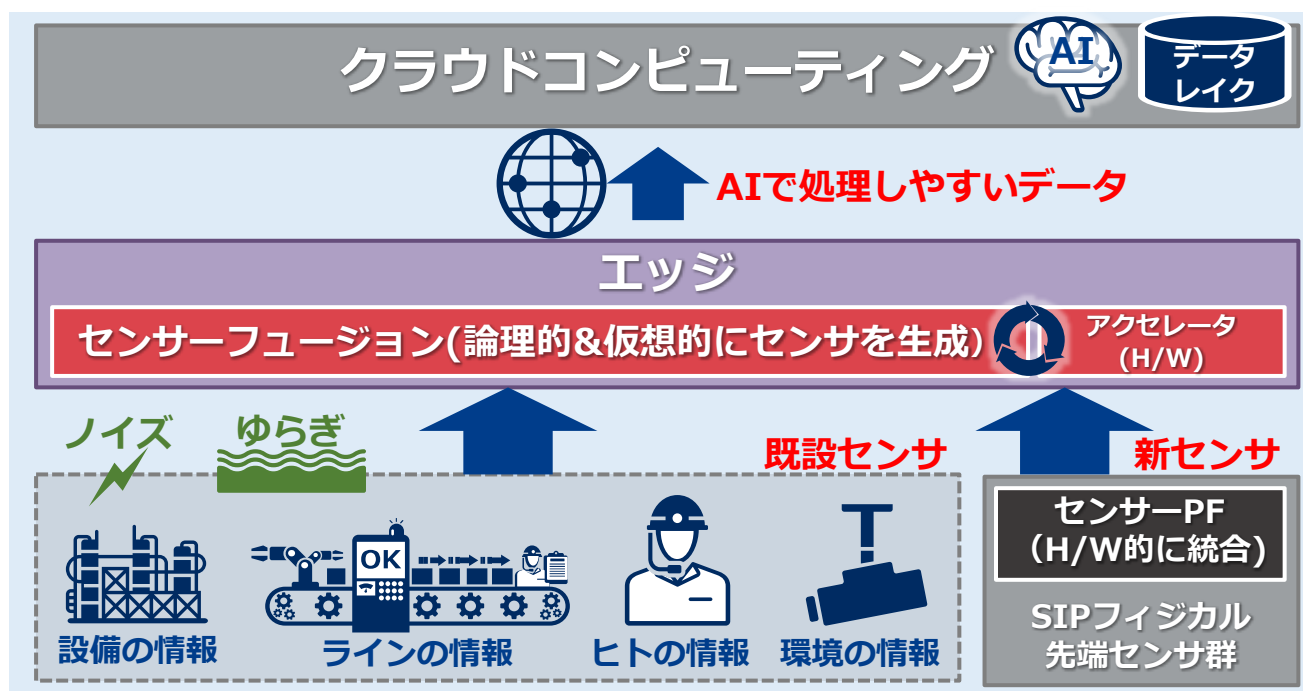 クラウドコンピューティング
AI
データ
レイク
AIで処理しやすいデータ
エッジ
センサーフュージョン(論理的&仮想的にセンサを生成)
アクセレータ
(H/W)
ノイズ
ゆらぎ
既設センサ
新センサ
OK
設備の情報
ラインの情報
ヒトの情報
環境の情報
センサーPF
（H/W的に統合)
SIPフィジカル
先端センサ群